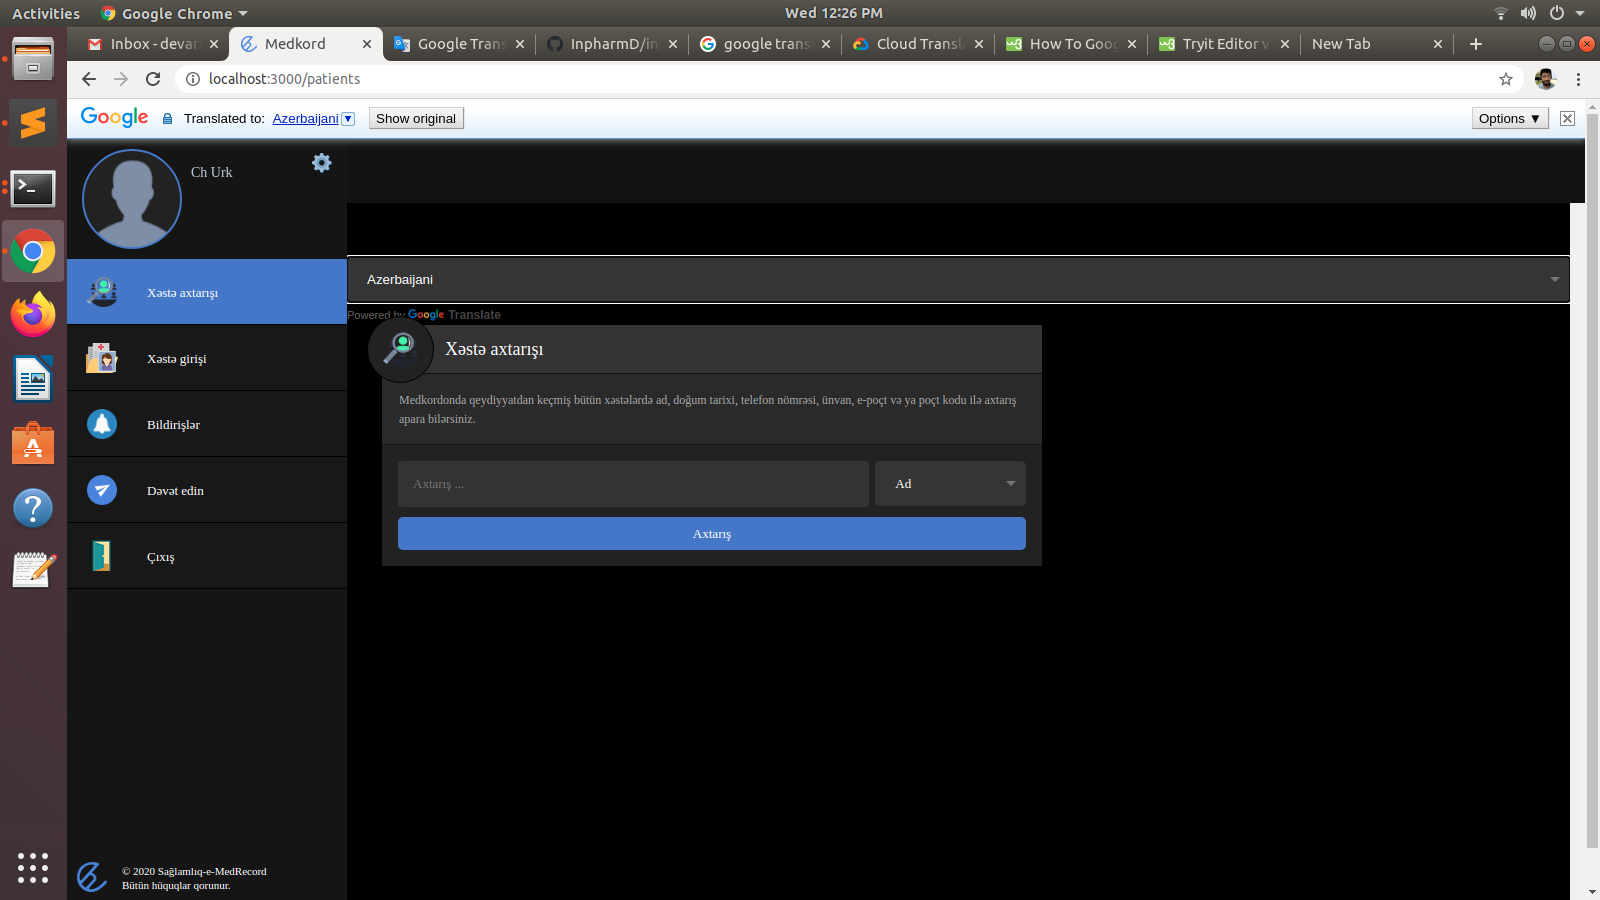 Activities
Google Chrome
Wed 12:26 PM
Inbox - devar
Medkord
Google Trans
InpharmD/in
google trans
Cloud Transla
How To Goog
Tryit Editor v
New Tab
localhost:3000/patients
Google
Translated to:
Azerbaijani
Show original
Options ▼
Ch Urk
Azerbaijani
Powered by Google Translate
Xəstə axtarışı
Xəstə girişi
Bildirişlər
Dəvət edin
Çıxış
Xəstə axtarışı
Medkordonda qeydiyyatdan keçmiş bütün xəstələrdə ad, doğum tarixi, telefon nömrəsi, ünvan, e-poçt və ya poçt kodu ilə axtarış
apara bilərsiniz.
Axtarış ...
Ad
Axtarış
© 2020 Sağlamlıq-e-MedRecord
Bütün hüquqlar qorunur.